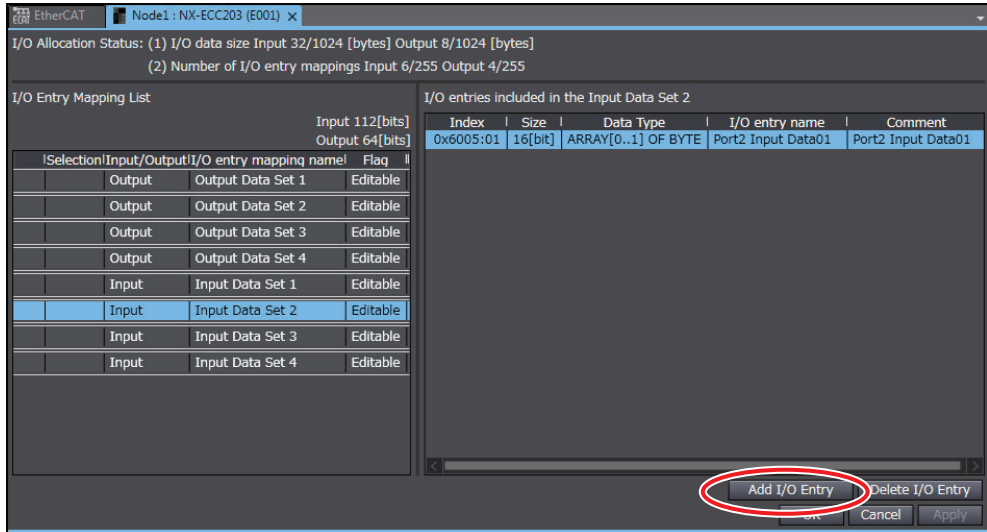 EtherCAT Node1 : NX-ECC203 (E001) ×
I/O Allocation Status: (1) I/O data size Input 32/1024 [bytes] Output 8/1024 [bytes]
(2) Number of I/O entry mappings Input 6/255 Output 4/255
I/O Entry Mapping List
Input 112[bits]
Output 64[bits]
Selection Input/Output I/O entry mapping name Flag
Output Output Data Set 1 Editable
Output Output Data Set 2 Editable
Output Output Data Set 3 Editable
Output Output Data Set 4 Editable
Input Input Data Set 1 Editable
Input Input Data Set 2 Editable
Input Input Data Set 3 Editable
Input Input Data Set 4 Editable
I/O entries included in the Input Data Set 2
Index Size Data Type I/O entry name Comment
0x6005:01 16[bit] ARRAY[0..1] OF BYTE Port2 Input Data01 Port2 Input Data01
Add I/O Entry Delete I/O Entry
OK Cancel Apply